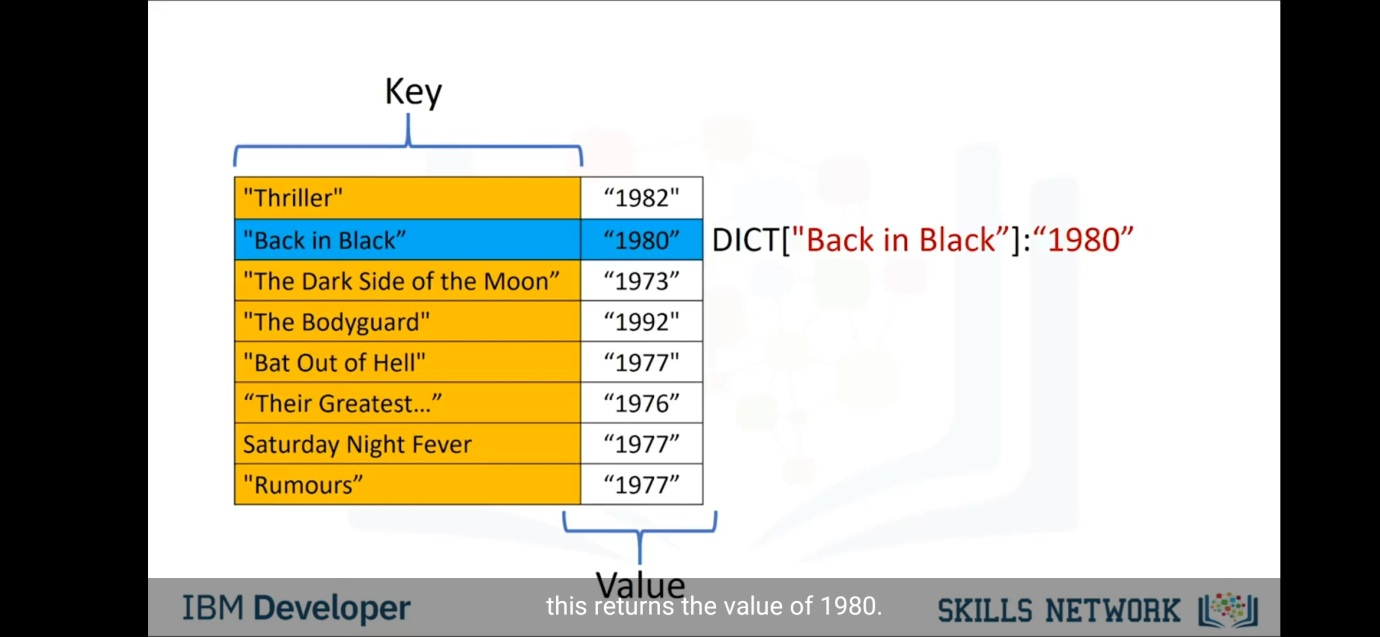 Key
"Thriller" “1982"
"Back in Black” “1980” DICT["Back in Black”]:“1980”
"The Dark Side of the Moon” “1973”
"The Bodyguard" “1992"
"Bat Out of Hell" “1977"
“Their Greatest...” “1976”
Saturday Night Fever “1977”
"Rumours” “1977”
Value
this returns the value of 1980.
IBM Developer
SKILLS NETWORK